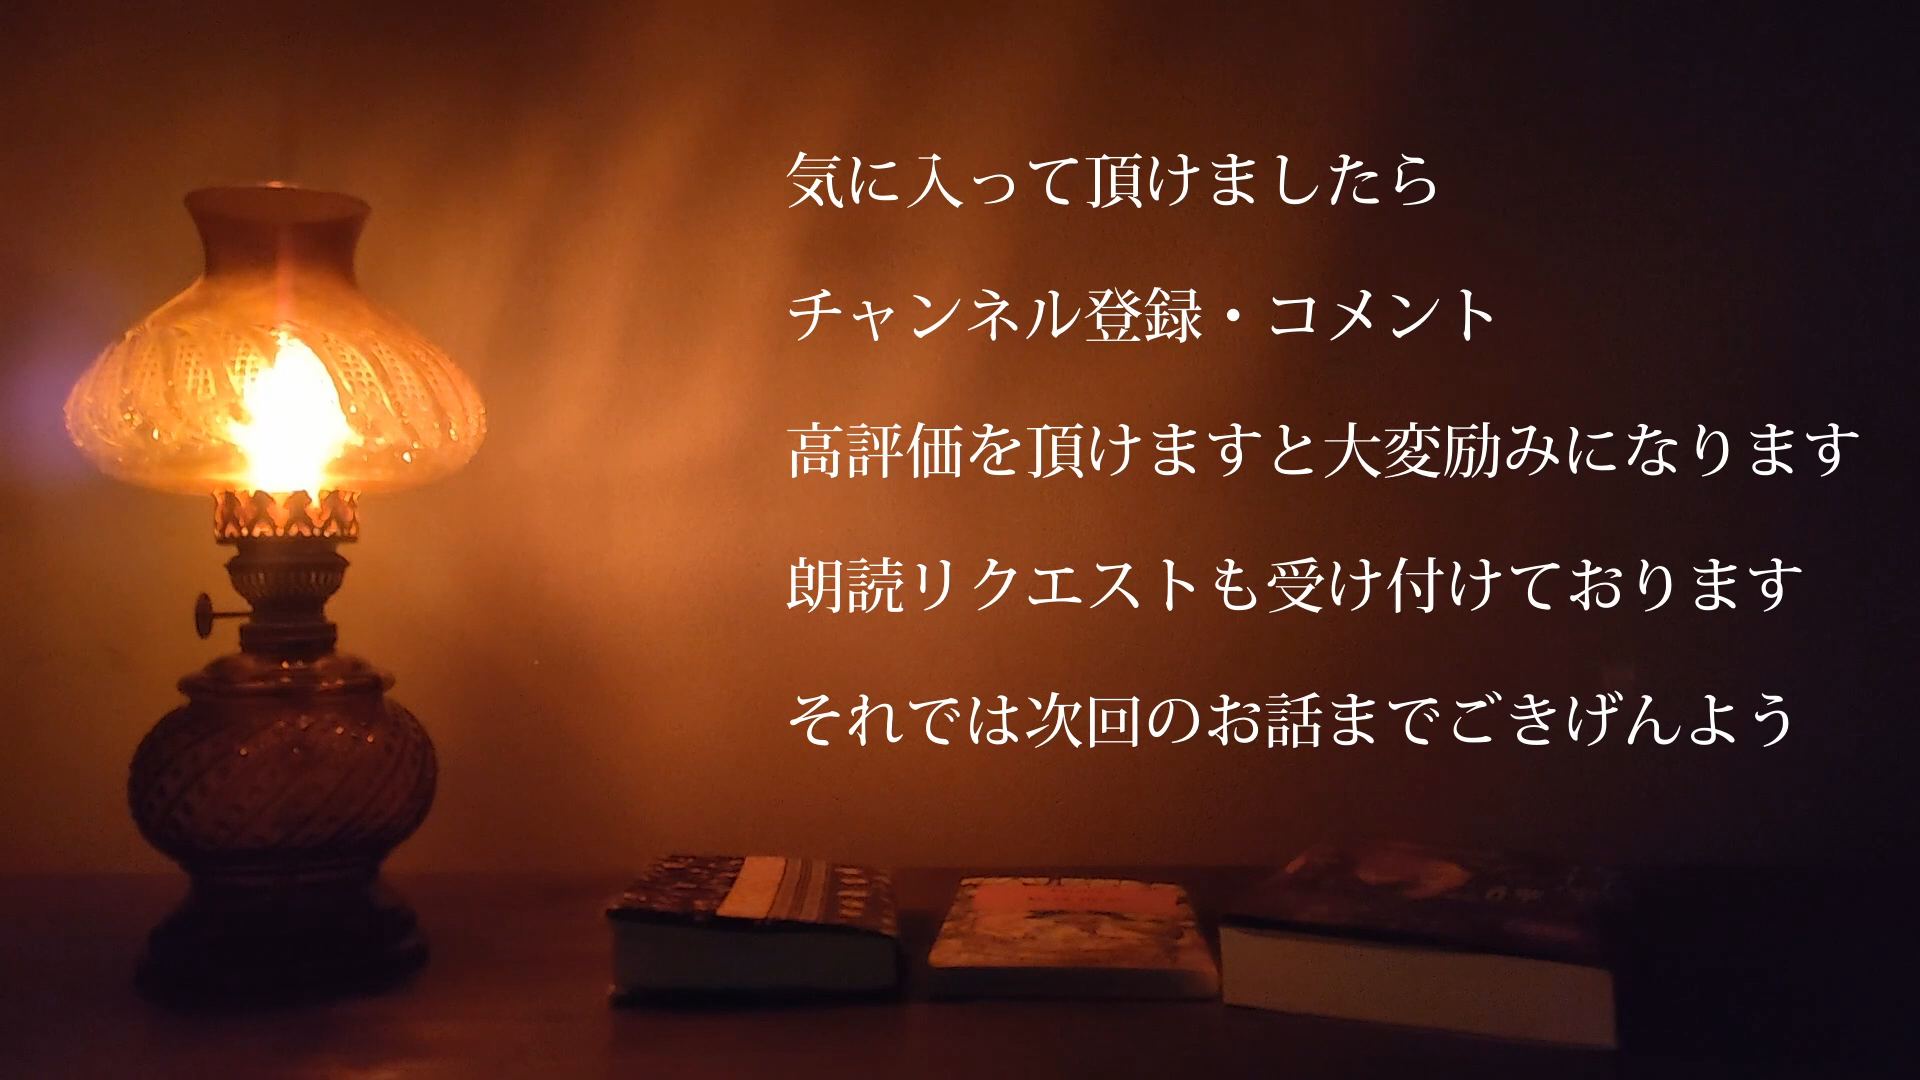 気に入って頂けましたら
チャンネル登録・コメント
高評価を頂けますと大変励みになります
朗読リクエストも受け付けております
それでは次回のお話までごきげんよう